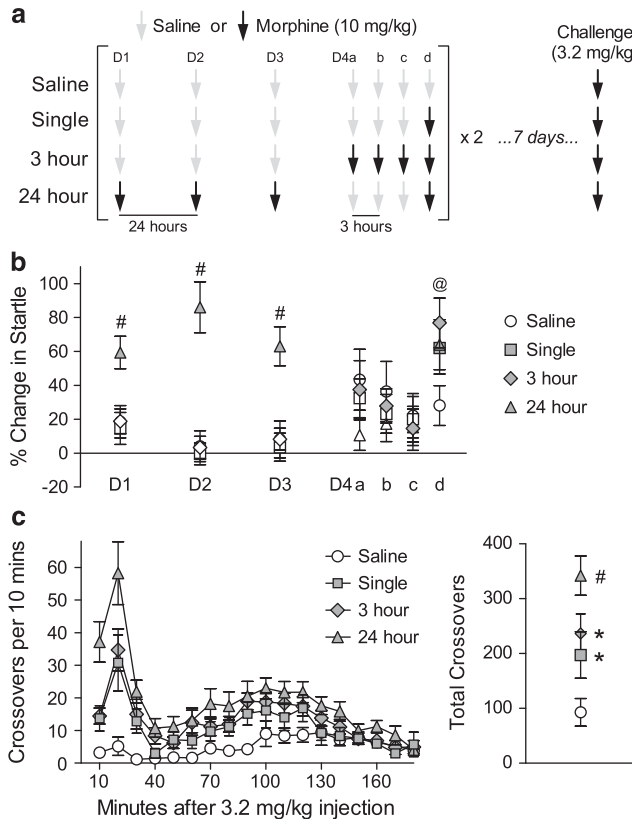 a
Saline or Morphine (10 mg/kg)
Challenge
(3.2 mg/kg)
D1 D2 D3 D4a b c d
Saline
Single
3 hour
24 hour
x 2 ...7 days...
24 hours 3 hours
b
% Change in Startle
100
80
60
40
20
0
-20
# # # @
D1 D2 D3 D4 a b c d
Saline
Single
3 hour
24 hour
c
Crossovers per 10 mins
60
50
40
30
20
10
0
10 40 70 100 130 160
Minutes after 3.2 mg/kg injection
Saline
Single
3 hour
24 hour
Total Crossovers
400
300
200
100
0
#
*
*